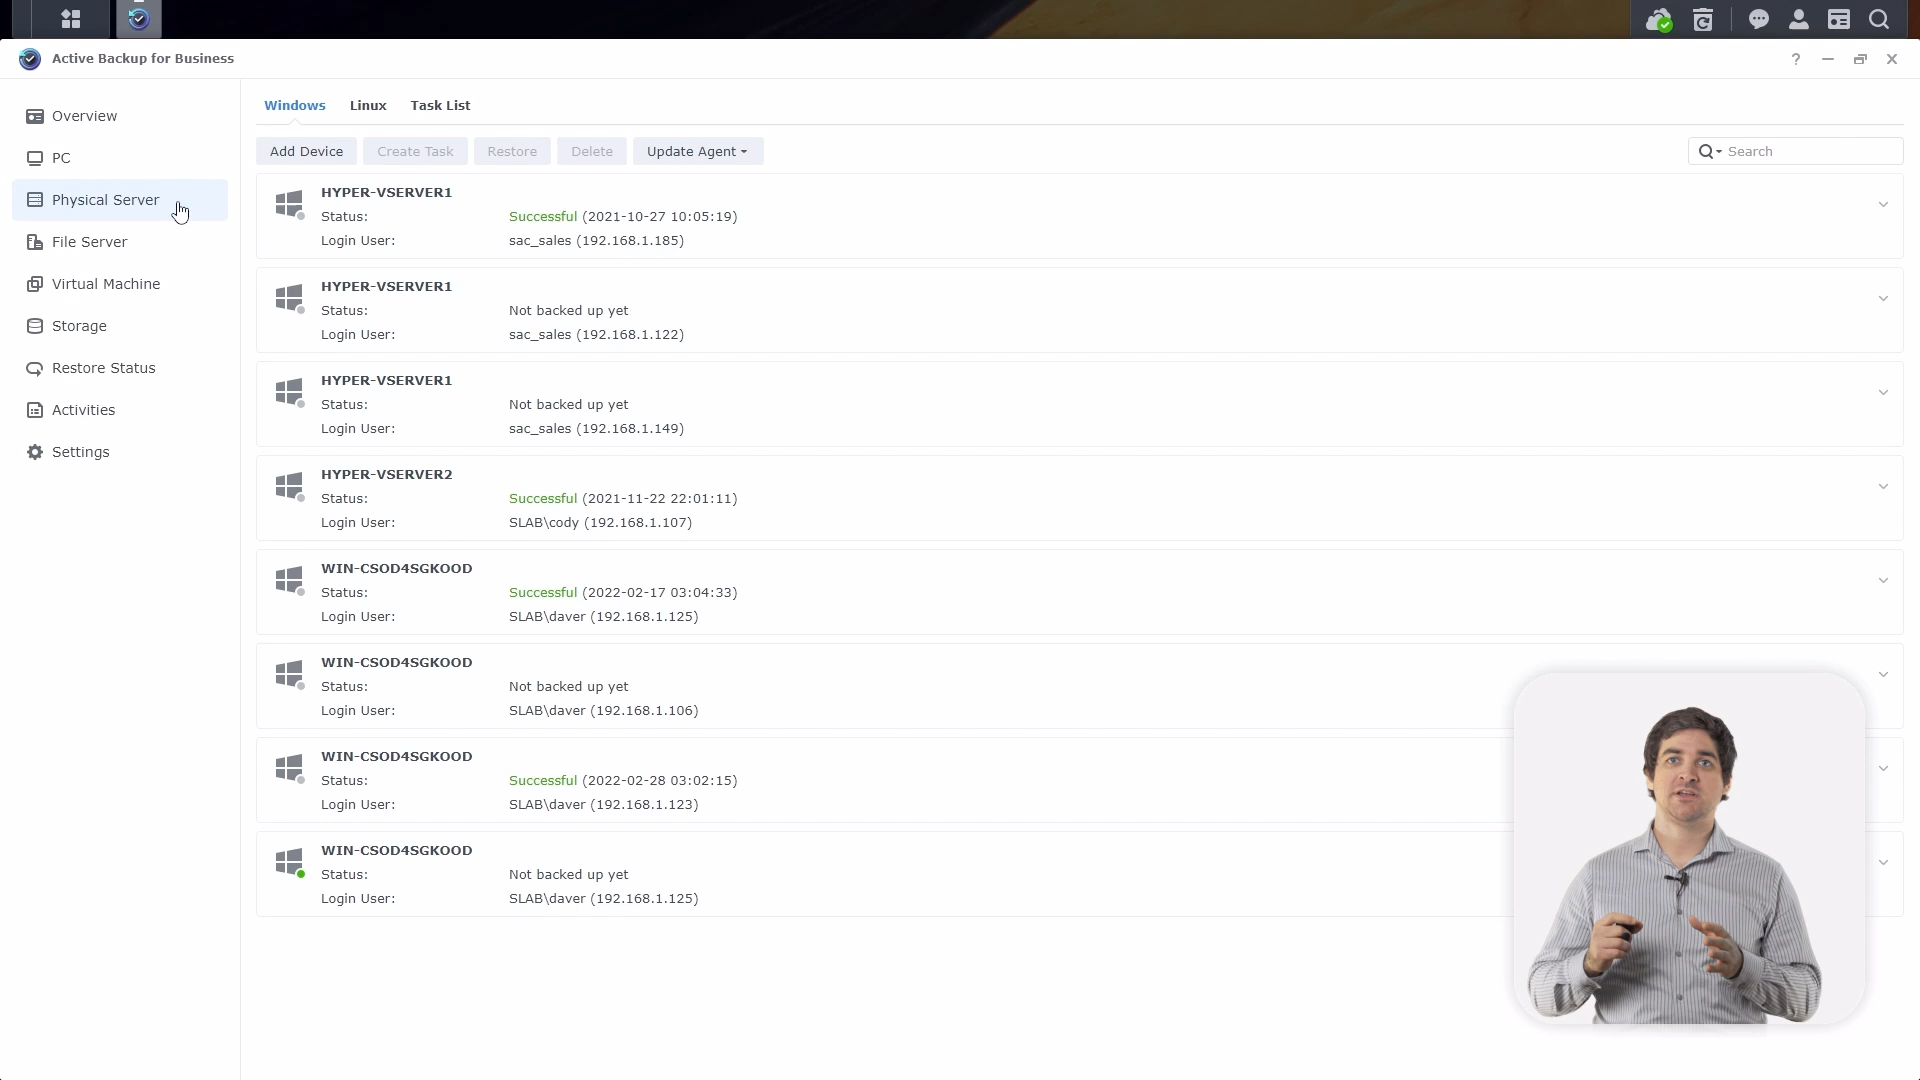 Active Backup for Business
?
Overview
PC
Physical Server
File Server
Virtual Machine
Storage
Restore Status
Activities
Settings
Windows Linux Task List
Add Device Create Task Restore Delete Update Agent Search
HYPER-VSERVER1
Status: Successful (2021-10-27 10:05:19)
Login User: sac_sales (192.168.1.185)
HYPER-VSERVER1
Status: Not backed up yet
Login User: sac_sales (192.168.1.122)
HYPER-VSERVER1
Status: Not backed up yet
Login User: sac_sales (192.168.1.149)
HYPER-VSERVER2
Status: Successful (2021-11-22 22:01:11)
Login User: SLAB\cody (192.168.1.107)
WIN-CSOD4SGKOOD
Status: Successful (2022-02-17 03:04:33)
Login User: SLAB\daver (192.168.1.125)
WIN-CSOD4SGKOOD
Status: Not backed up yet
Login User: SLAB\daver (192.168.1.106)
WIN-CSOD4SGKOOD
Status: Successful (2022-02-28 03:02:15)
Login User: SLAB\daver (192.168.1.123)
WIN-CSOD4SGKOOD
Status: Not backed up yet
Login User: SLAB\daver (192.168.1.125)